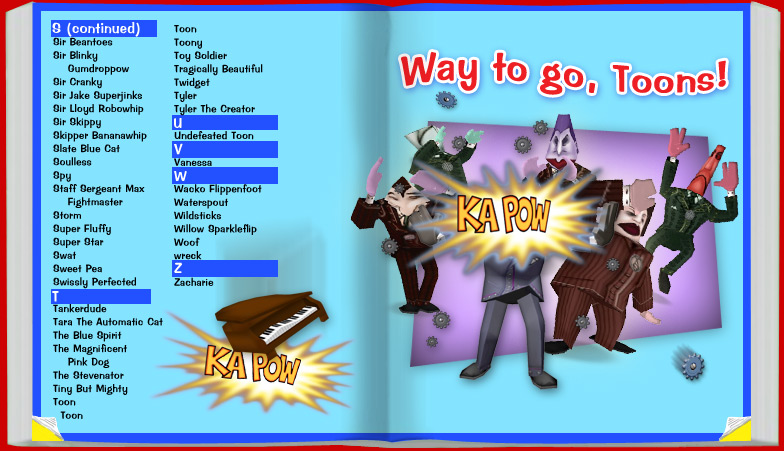 S (continued)
Sir Beantoes
Sir Blinky
Gumdroppow
Sir Cranky
Sir Jake Superjinks
Sir Lloyd Robowhip
Sir Skippy
Skipper Bananawhip
Slate Blue Cat
Soulless
Spy
Staff Sergeant Max
Fightmaster
Storm
Super Fluffy
Super Star
Swat
Sweet Pea
Swissly Perfected
T
Tankerdude
Tara The Automatic Cat
The Blue Spirit
The Magnificent
Pink Dog
The Stevenator
Tiny But Mighty
Toon
Toon
Toon
Toony
Toy Soldier
Tragically Beautiful
Twidget
Tyler
Tyler The Creator
U
Undefeated Toon
V
Vanessa
W
Wacko Flippenfoot
Waterspout
Wildsticks
Willow Sparkleflip
Woof
wreck
Z
Zacharie
KA POW
Way to go, Toons!
KA POW